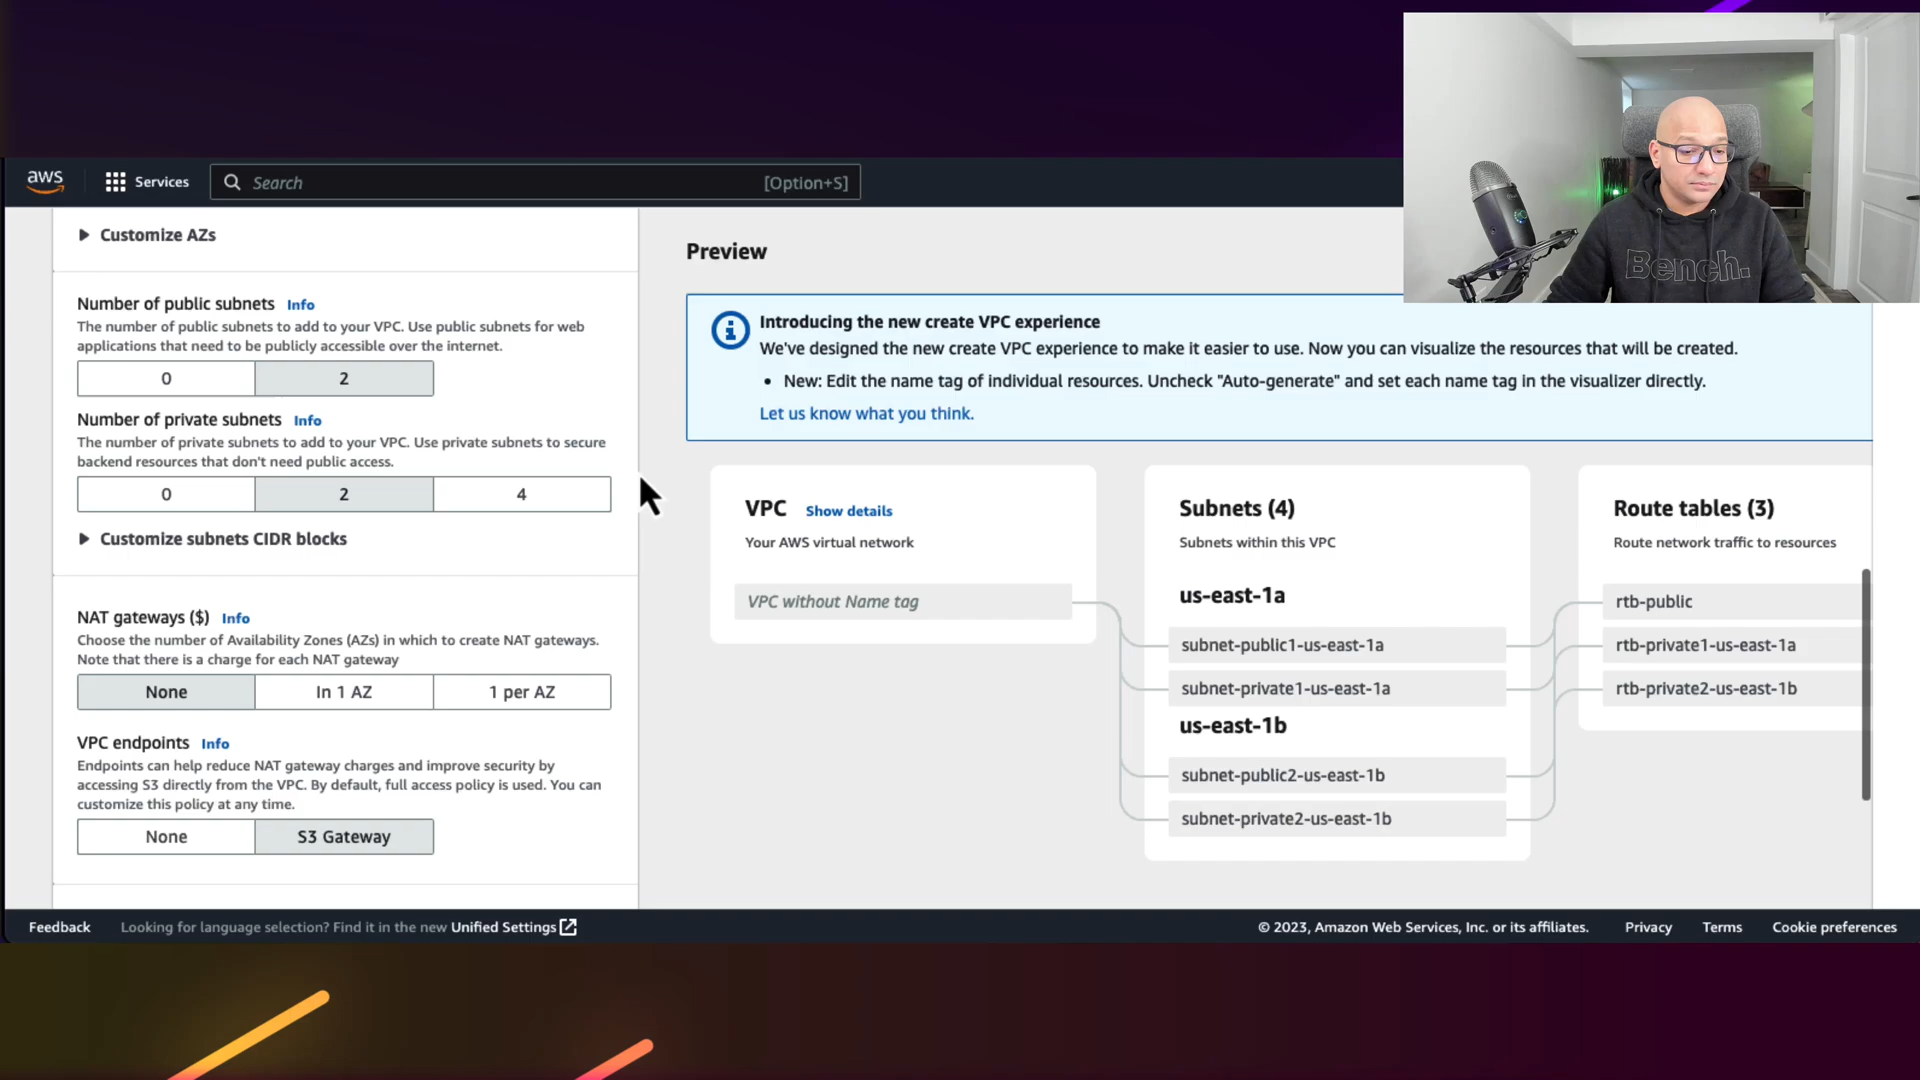 aws
Services
Search
[Option+S]
Customize AZs
Number of public subnets Info
The number of public subnets to add to your VPC. Use public subnets for web
applications that need to be publicly accessible over the internet.
0 2
Number of private subnets Info
The number of private subnets to add to your VPC. Use private subnets to secure
backend resources that don't need public access.
0 2 4
Customize subnets CIDR blocks
NAT gateways ($) Info
Choose the number of Availability Zones (AZs) in which to create NAT gateways.
Note that there is a charge for each NAT gateway
None In 1 AZ 1 per AZ
VPC endpoints Info
Endpoints can help reduce NAT gateway charges and improve security by
accessing S3 directly from the VPC. By default, full access policy is used. You can
customize this policy at any time.
None S3 Gateway
Preview
Introducing the new create VPC experience
We've designed the new create VPC experience to make it easier to use. Now you can visualize the resources that will be created.
• New: Edit the name tag of individual resources. Uncheck "Auto-generate" and set each name tag in the visualizer directly.
Let us know what you think.
VPC Show details
Your AWS virtual network
VPC without Name tag
Subnets (4)
Subnets within this VPC
us-east-1a
subnet-public1-us-east-1a
subnet-private1-us-east-1a
us-east-1b
subnet-public2-us-east-1b
subnet-private2-us-east-1b
Route tables (3)
Route network traffic to resources
rtb-public
rtb-private1-us-east-1a
rtb-private2-us-east-1b
Bench.
Feedback
Looking for language selection? Find it in the new Unified Settings
© 2023, Amazon Web Services, Inc. or its affiliates.
Privacy
Terms
Cookie preferences